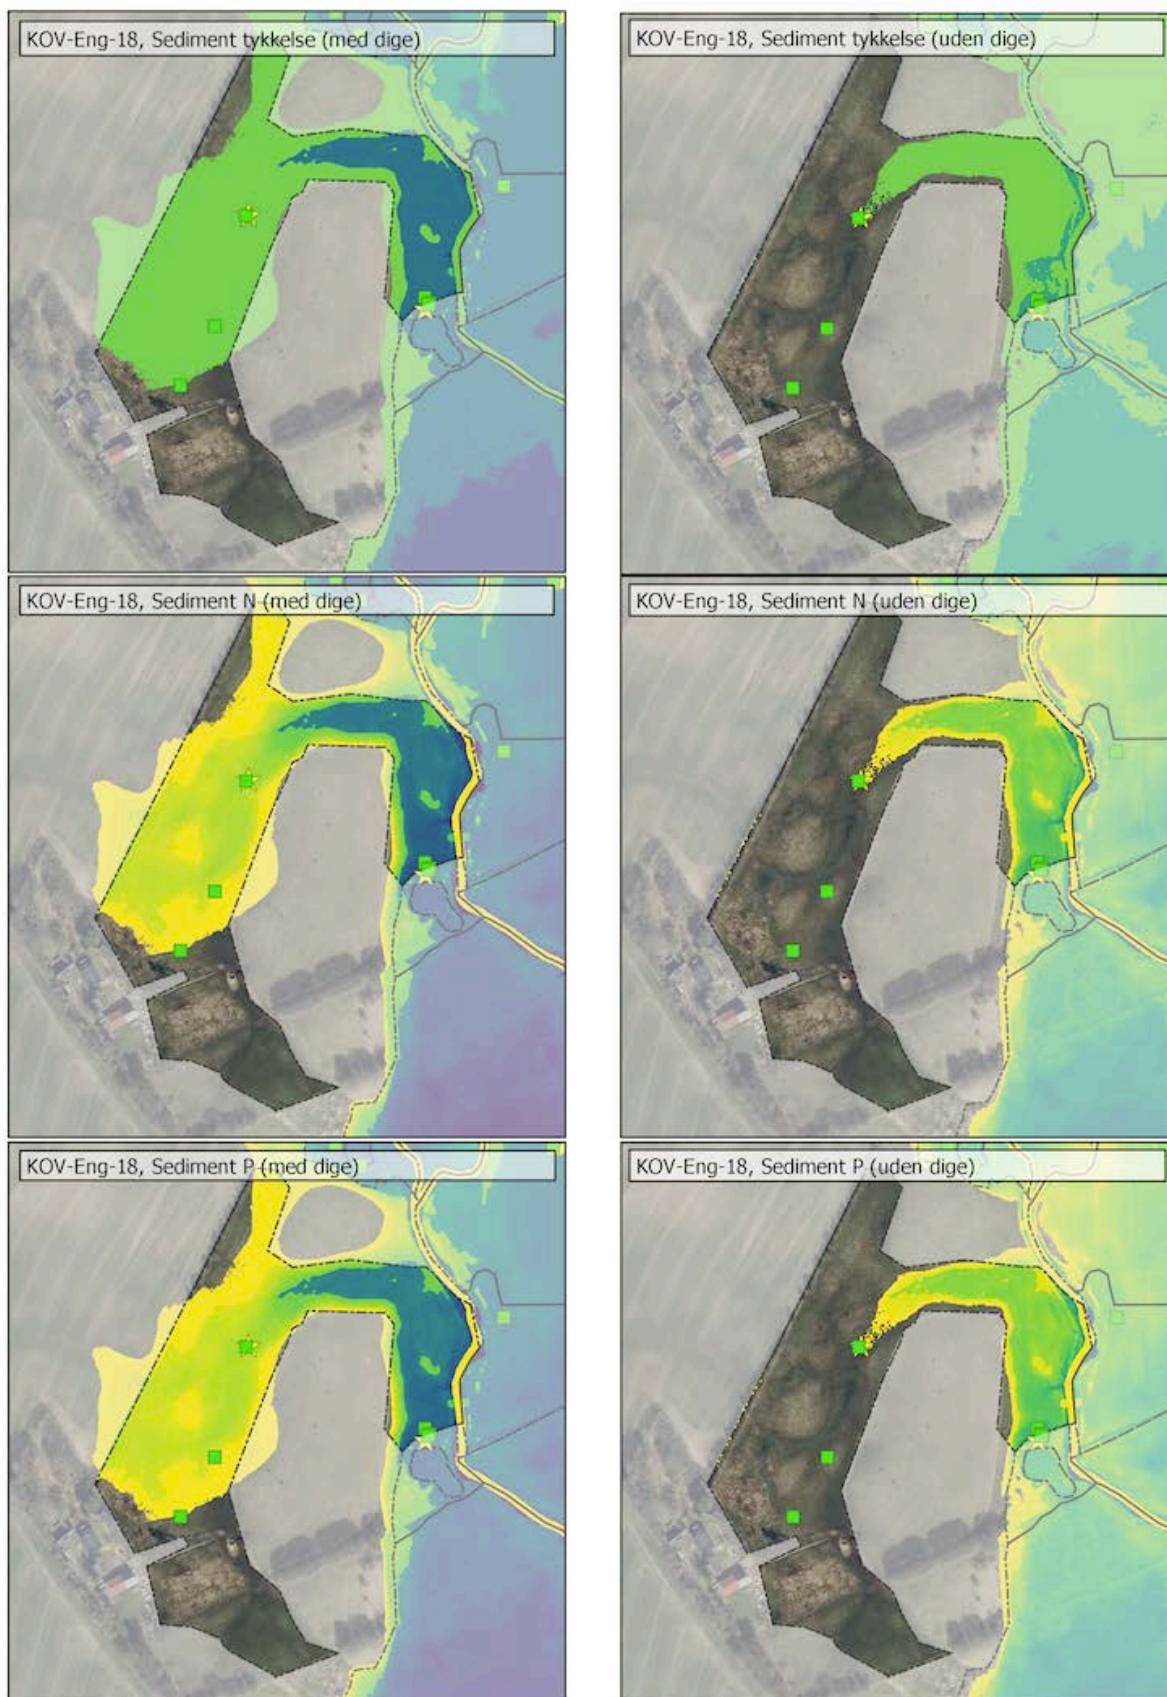 KOV-Eng-18, Sediment tykkelse (med dige)
KOV-Eng-18, Sediment tykkelse (uden dige)
KOV-Eng-18, Sediment N (med dige)
KOV-Eng-18, Sediment N (uden dige)
KOV-Eng-18, Sediment P (med dige)
KOV-Eng-18, Sediment P (uden dige)